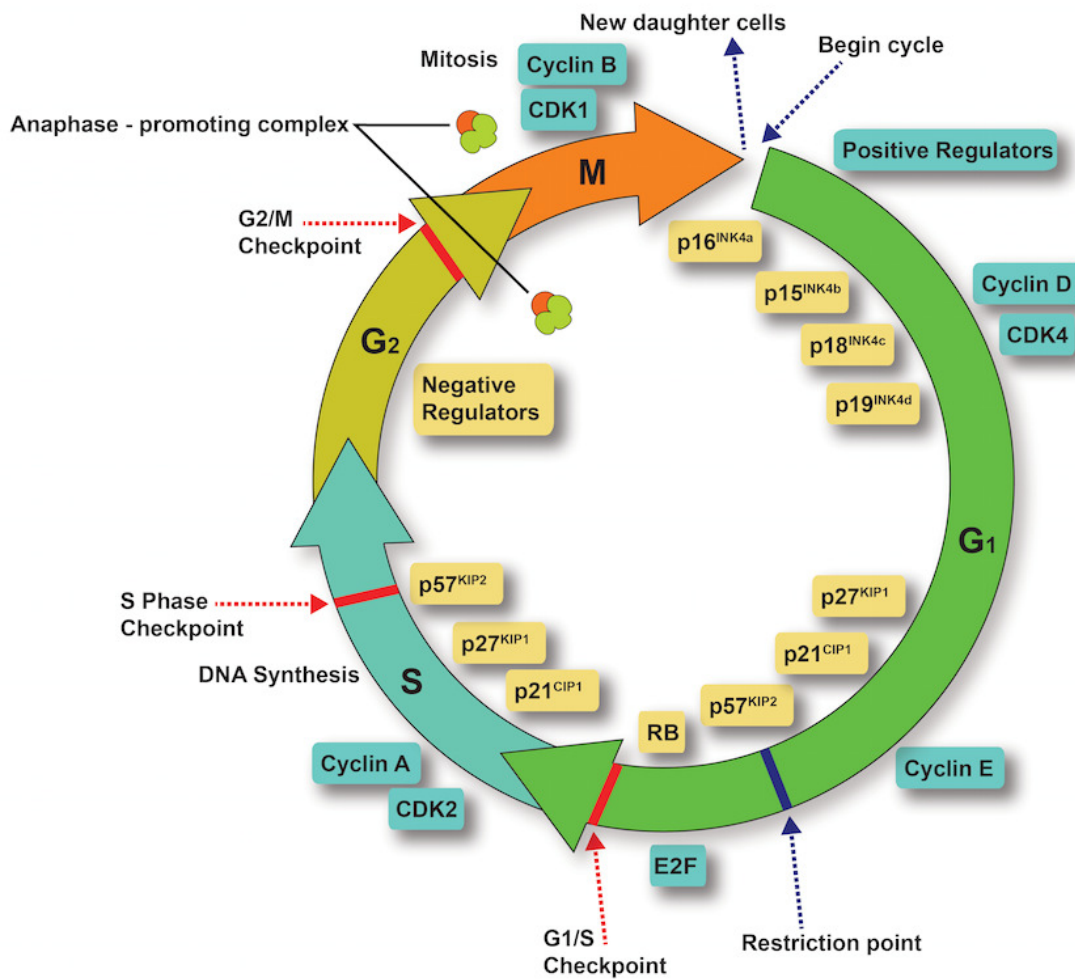 New daughter cells
Begin cycle
Mitosis
Cyclin B
CDK1
Anaphase - promoting complex
Positive Regulators
M
G2/M
Checkpoint
p16INK4a
p15INK4b
Cyclin D
p18INK4c
CDK4
G2
p19INK4d
Negative
Regulators
G1
p57KIP2
p27KIP1
S Phase
Checkpoint
p27KIP1
p21CIP1
DNA Synthesis
S
p21CIP1
p57KIP2
RB
Cyclin A
Cyclin E
CDK2
E2F
G1/S
Checkpoint
Restriction point